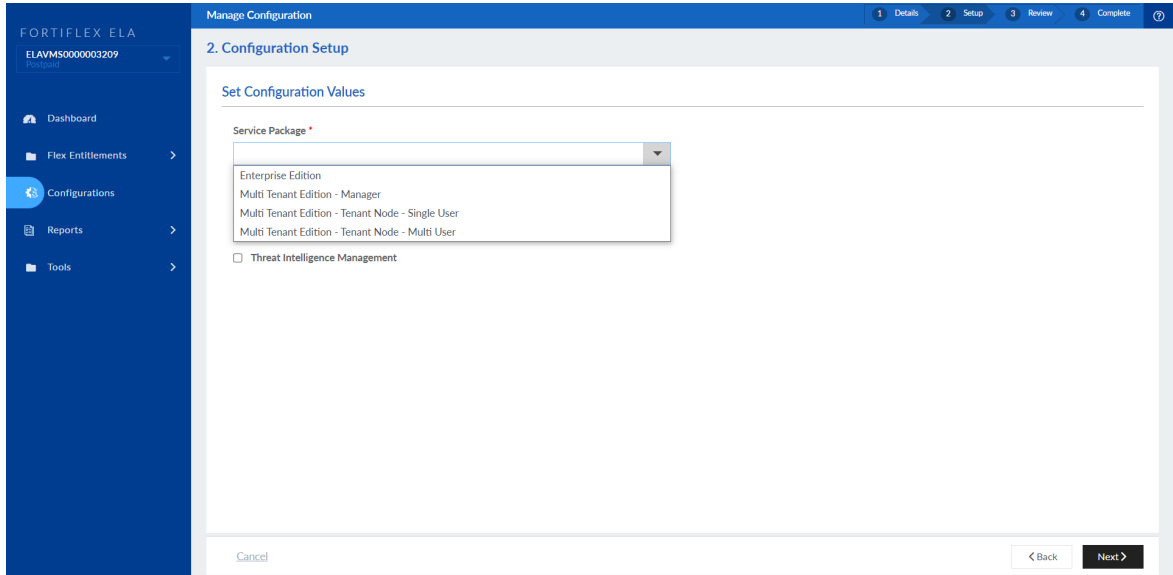 FORTIFLEX ELA
ELAVMS0000003209
Postpaid
Dashboard
Flex Entitlements
Configurations
Reports
Tools
Manage Configuration
1 Details
2 Setup
3 Review
4 Complete
?
2. Configuration Setup
Set Configuration Values
Service Package *
Enterprise Edition
Multi Tenant Edition - Manager
Multi Tenant Edition - Tenant Node - Single User
Multi Tenant Edition - Tenant Node - Multi User
Threat Intelligence Management
Cancel
Back
Next